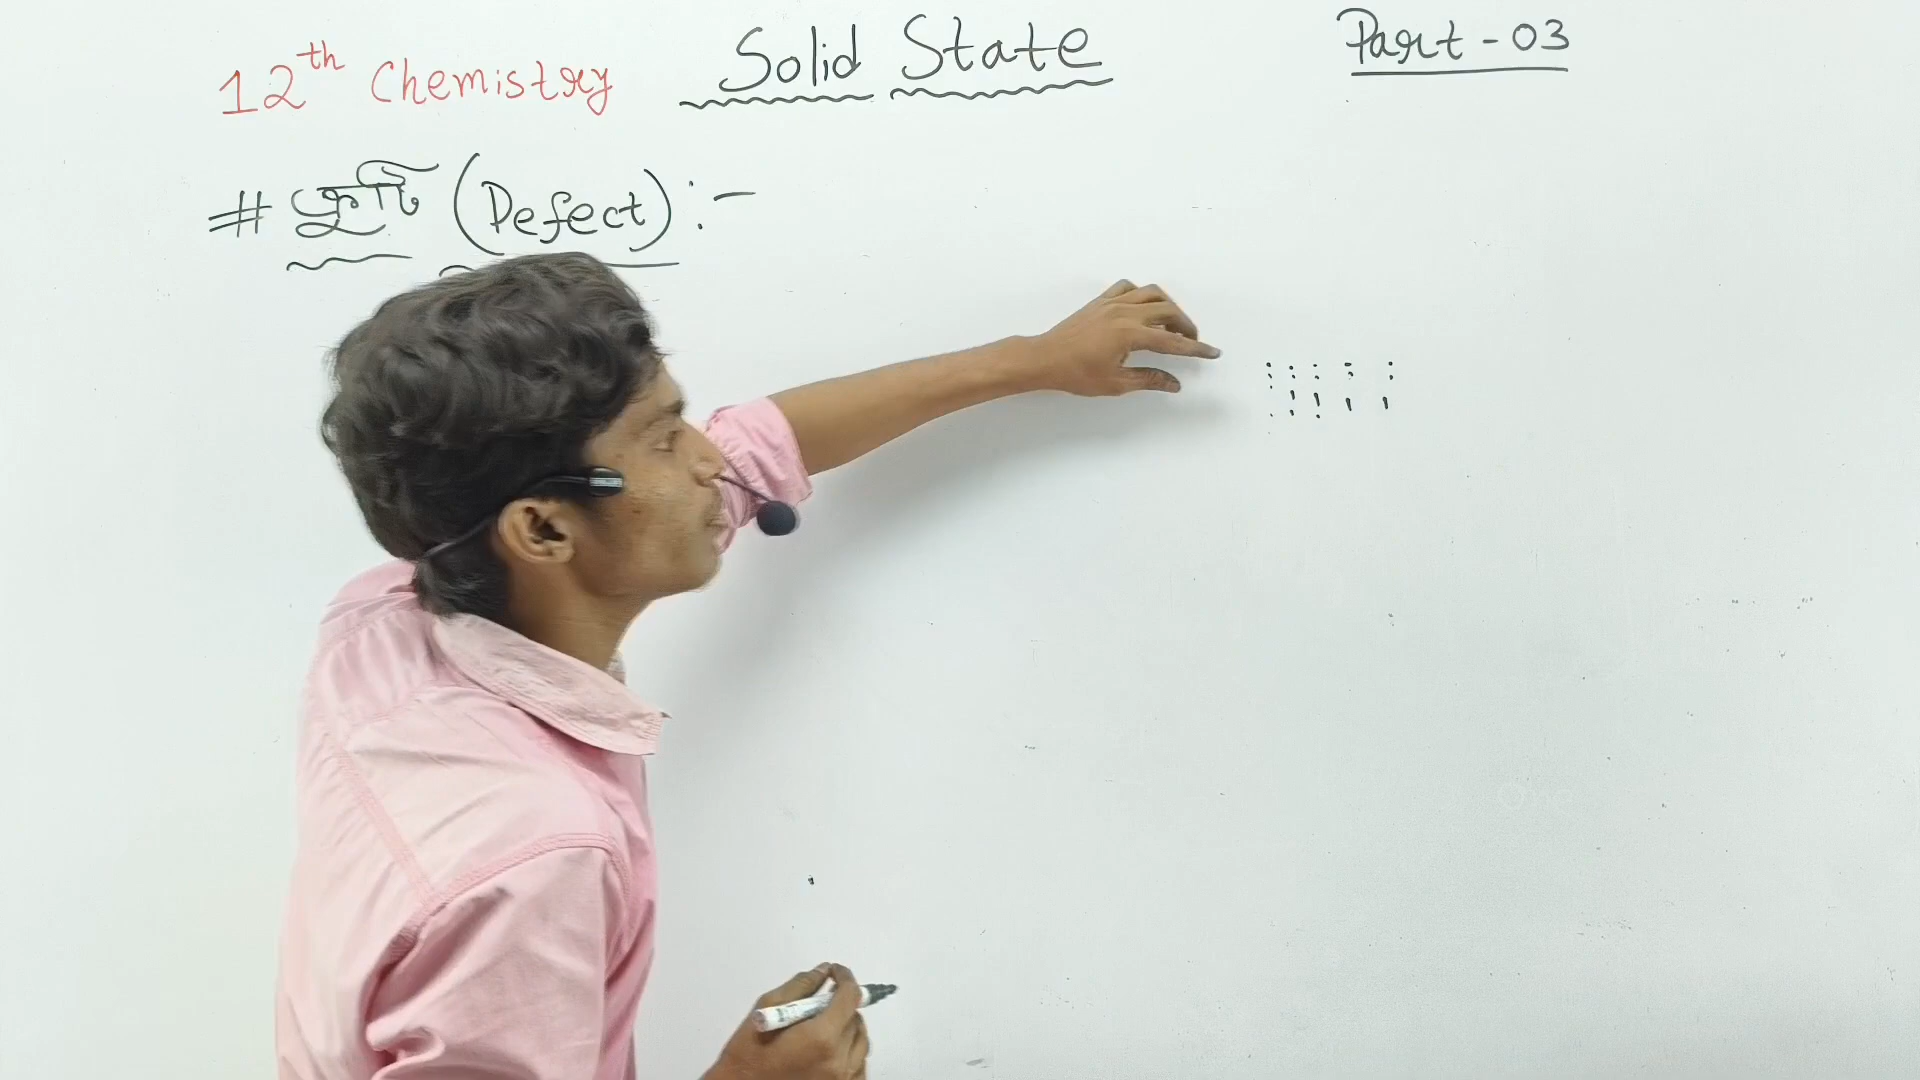 12th Chemistry Solid State Part-03
# त्रुटि (Defect) :-